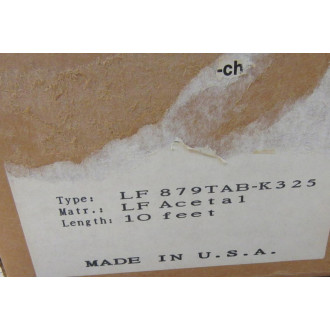 -ch
Type: LF 879TAB-K325
Matr.: LF Acetal
Length: 10 feet
MADE IN U.S.A.